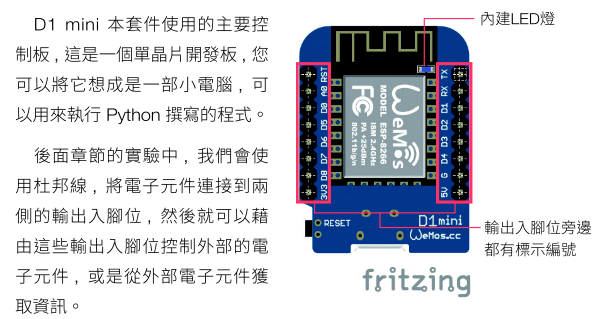 D1 mini 本套件使用的主要控
制板，這是一個單晶片開發板，您
可以將它想成是一部小電腦，可
以用來執行 Python 撰寫的程式。
後面章節的實驗中，我們會使
用杜邦線，將電子元件連接到兩
側的輸出入腳位，然後就可以藉
由這些輸出入腳位控制外部的電
子元件，或是從外部電子元件獲
取資訊。
內建LED燈
RST A0 D0 D5 D6 D7 D8 3V3
TX RX D1 D2 D3 D4 G 5V
WeMos
MODEL ESP-8266
ISM 2.4GHz
PA +25dBm
802.11b/g/n
FC
RESET
D1 mini
WeMos.cc
輸出入腳位旁邊
都有標示編號
fritzing